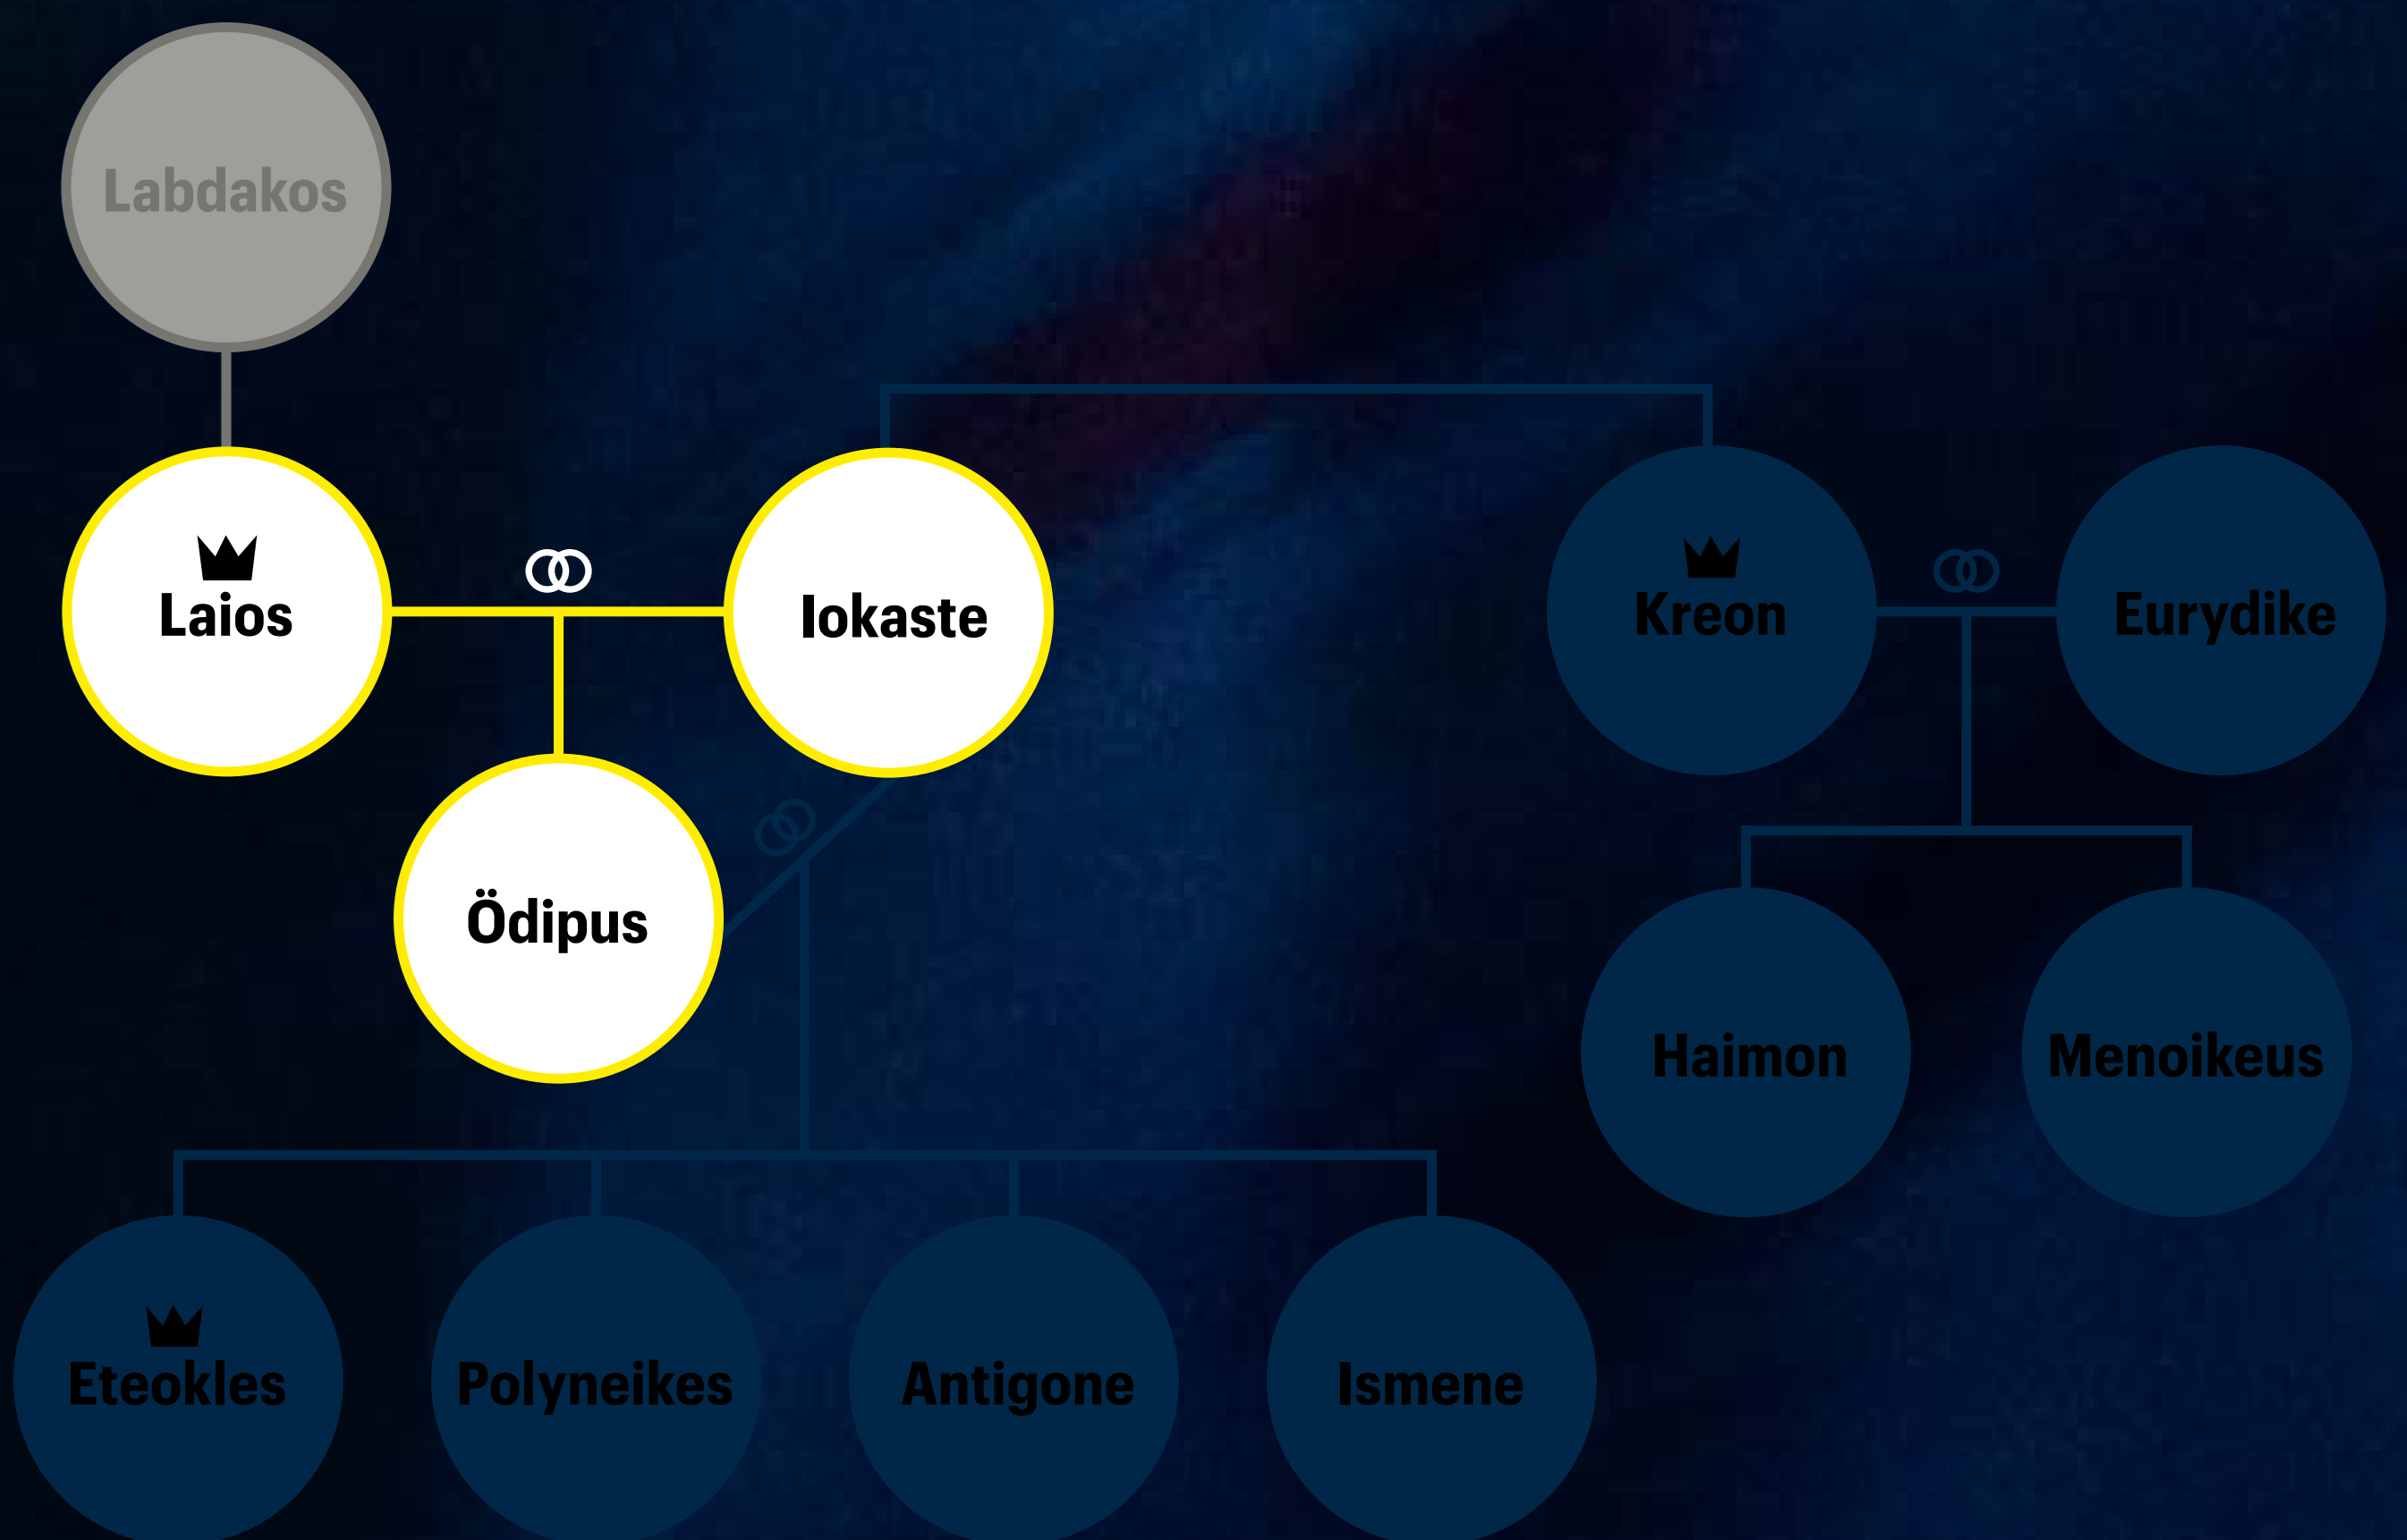 Labdakos
Laios
Iokaste
Kreon
Eurydike
Ödipus
Haimon
Menoikeus
Eteokles
Polyneikes
Antigone
Ismene